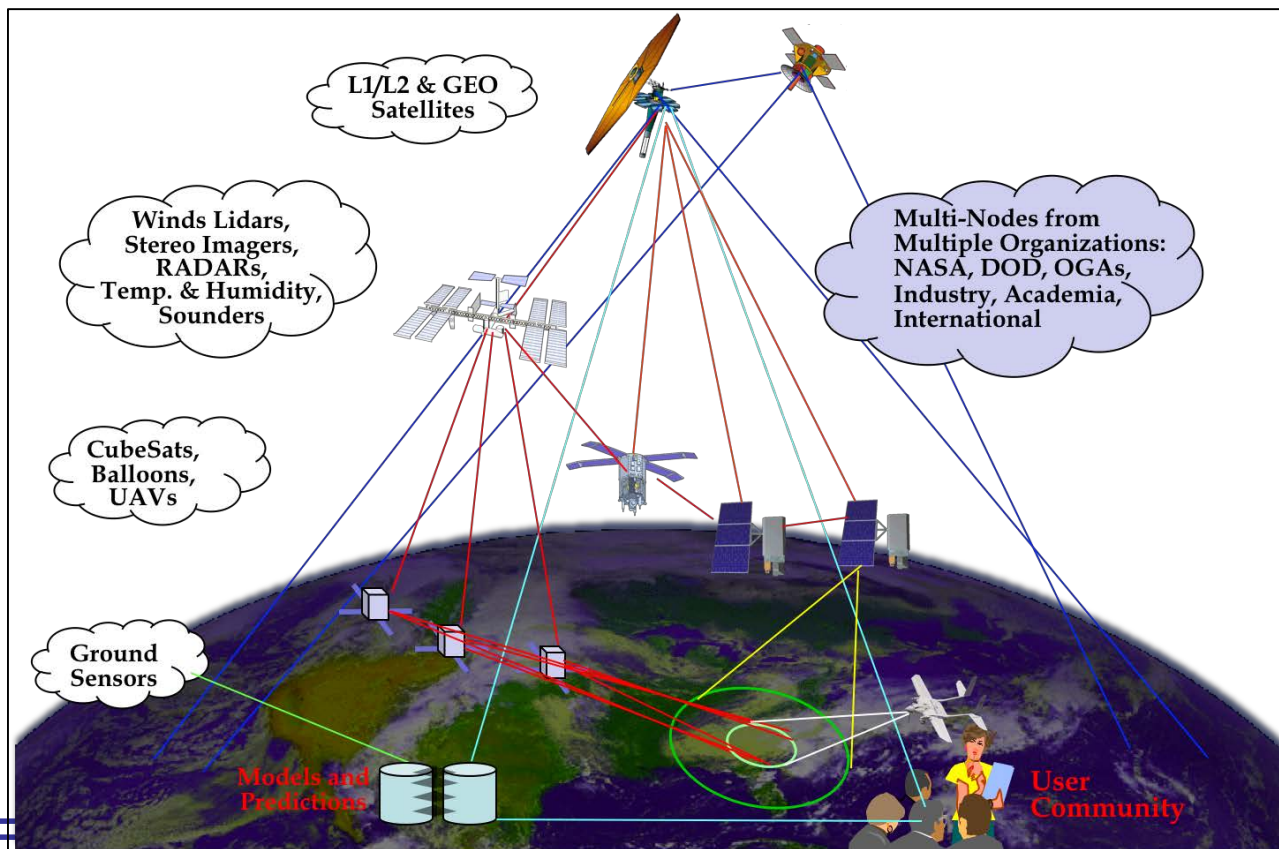 L1/L2 & GEO
Satellites
Winds Lidars,
Stereo Imagers,
RADARs,
Temp. & Humidity,
Sounders
Multi-Nodes from
Multiple Organizations:
NASA, DOD, OGAs,
Industry, Academia,
International
CubeSats,
Balloons,
UAVs
Ground
Sensors
Models and
Predictions
User
Community